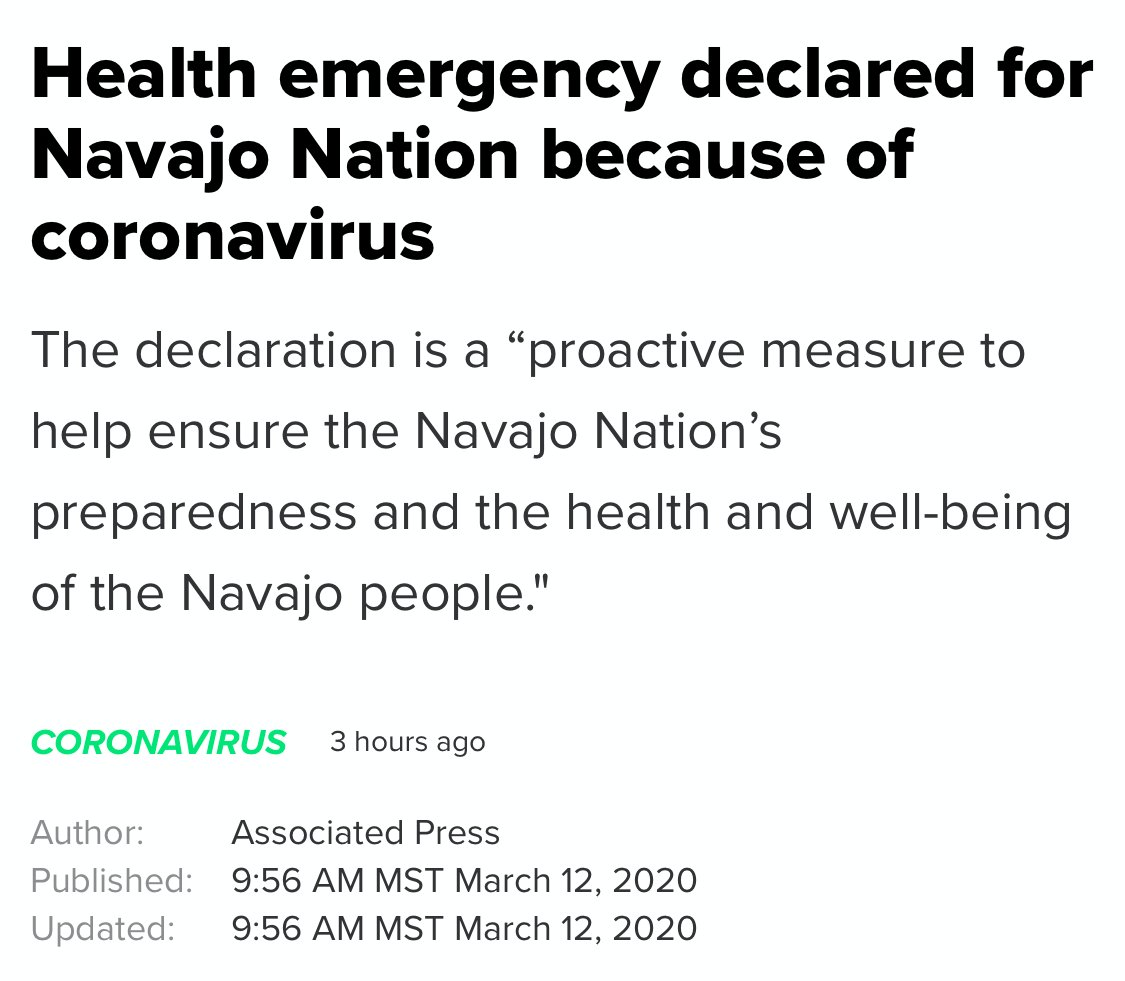 Health emergency declared for
Navajo Nation because of
coronavirus
The declaration is a “proactive measure to
help ensure the Navajo Nation’s
preparedness and the health and well-being
of the Navajo people."
CORONAVIRUS 3 hours ago
Author: Associated Press
Published: 9:56 AM MST March 12, 2020
Updated: 9:56 AM MST March 12, 2020